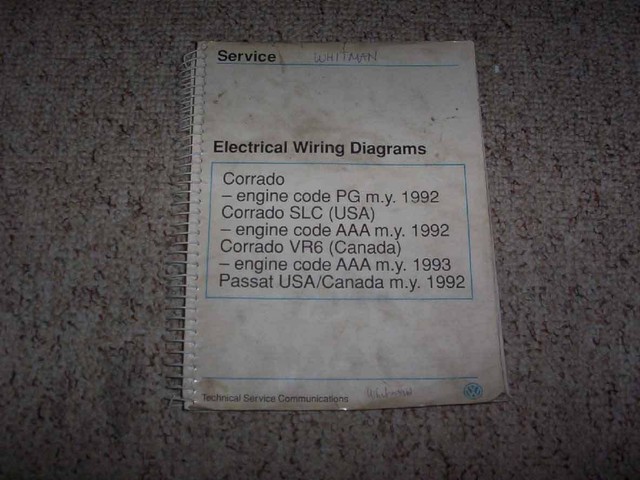 Service WHITMAN
Electrical Wiring Diagrams
Corrado
– engine code PG m.y. 1992
Corrado SLC (USA)
– engine code AAA m.y. 1992
Corrado VR6 (Canada)
– engine code AAA m.y. 1993
Passat USA/Canada m.y. 1992
Technical Service Communications